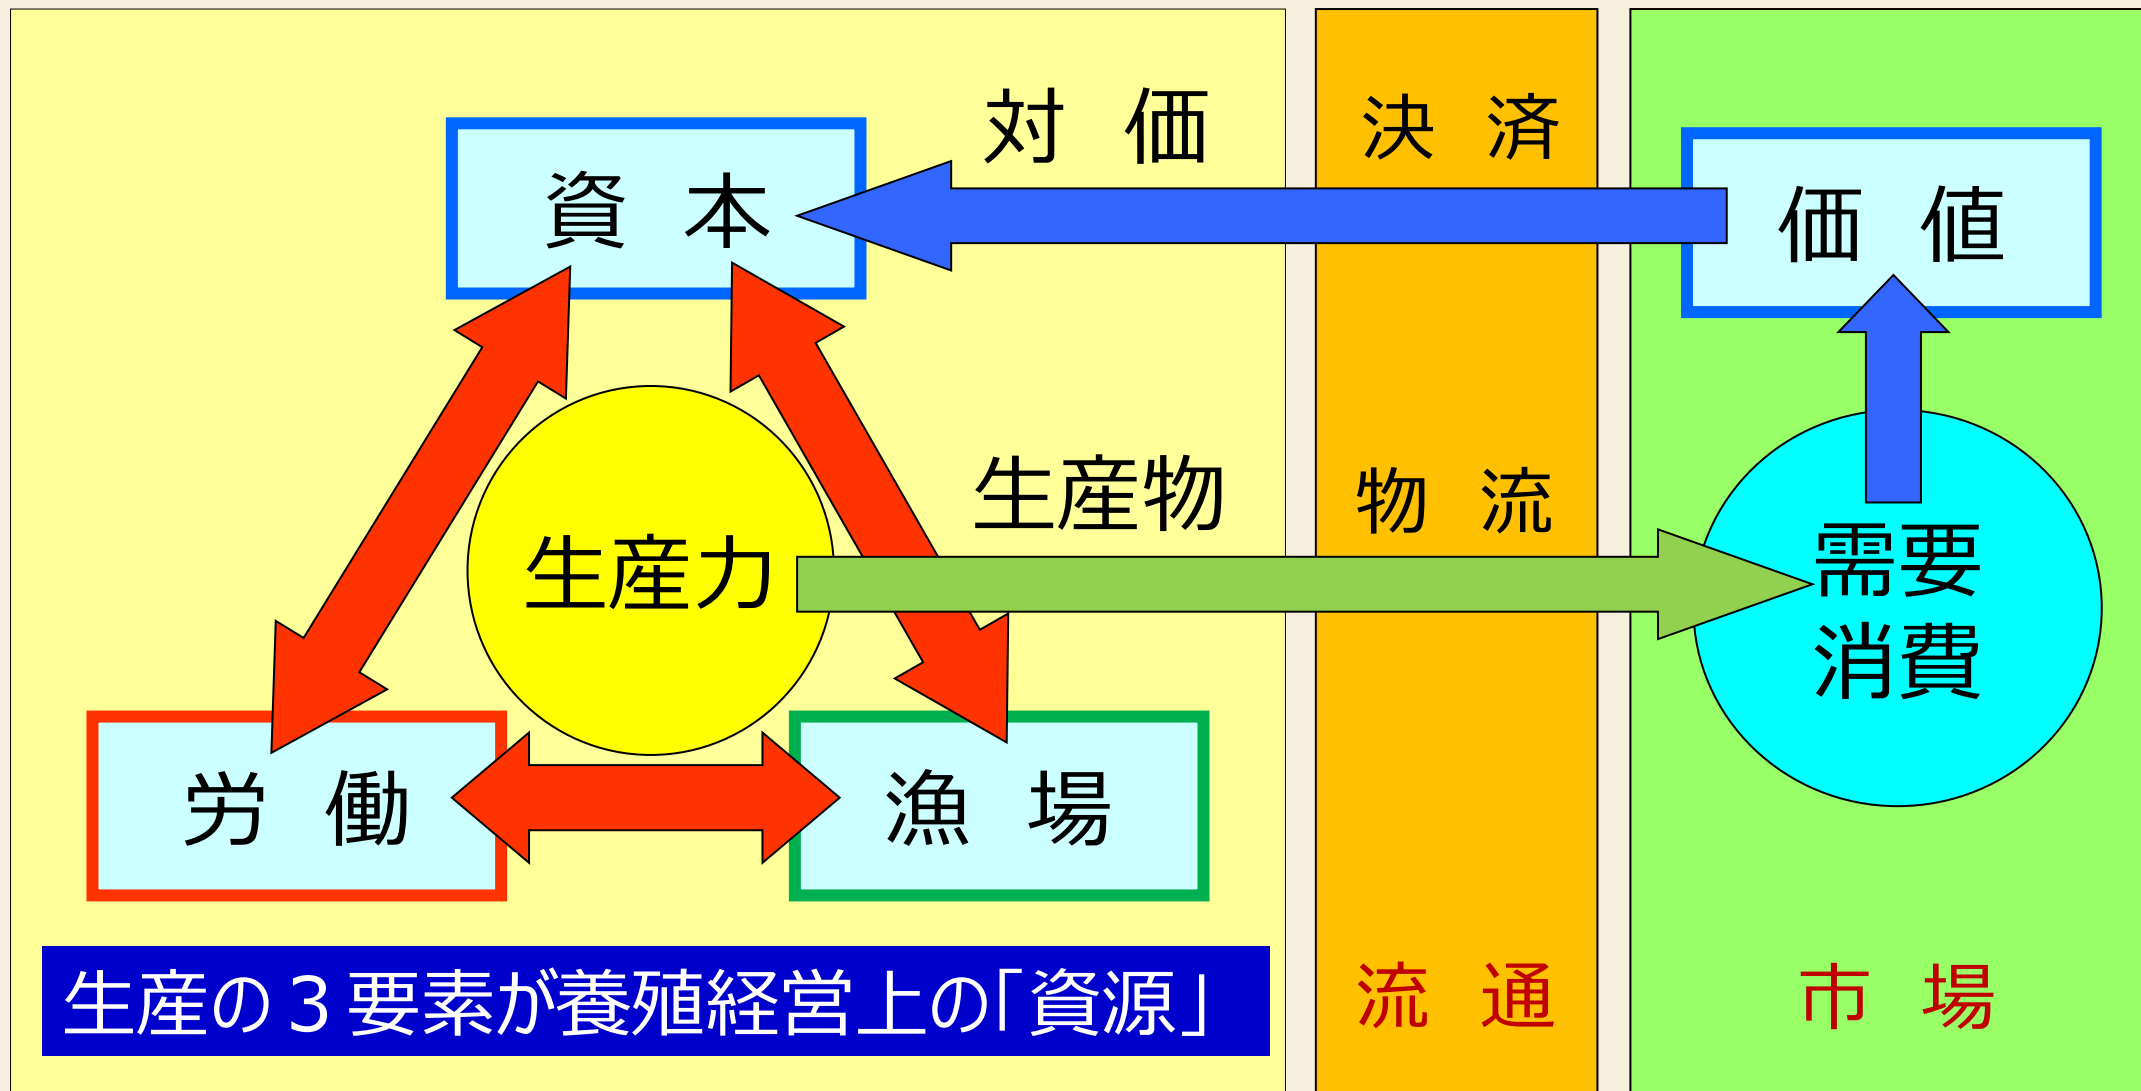 対 価
決 済
資 本
価 値
生産物
物 流
生産力
需要
消費
労 働
漁 場
生産の3要素が養殖経営上の「資源」
流 通
市 場